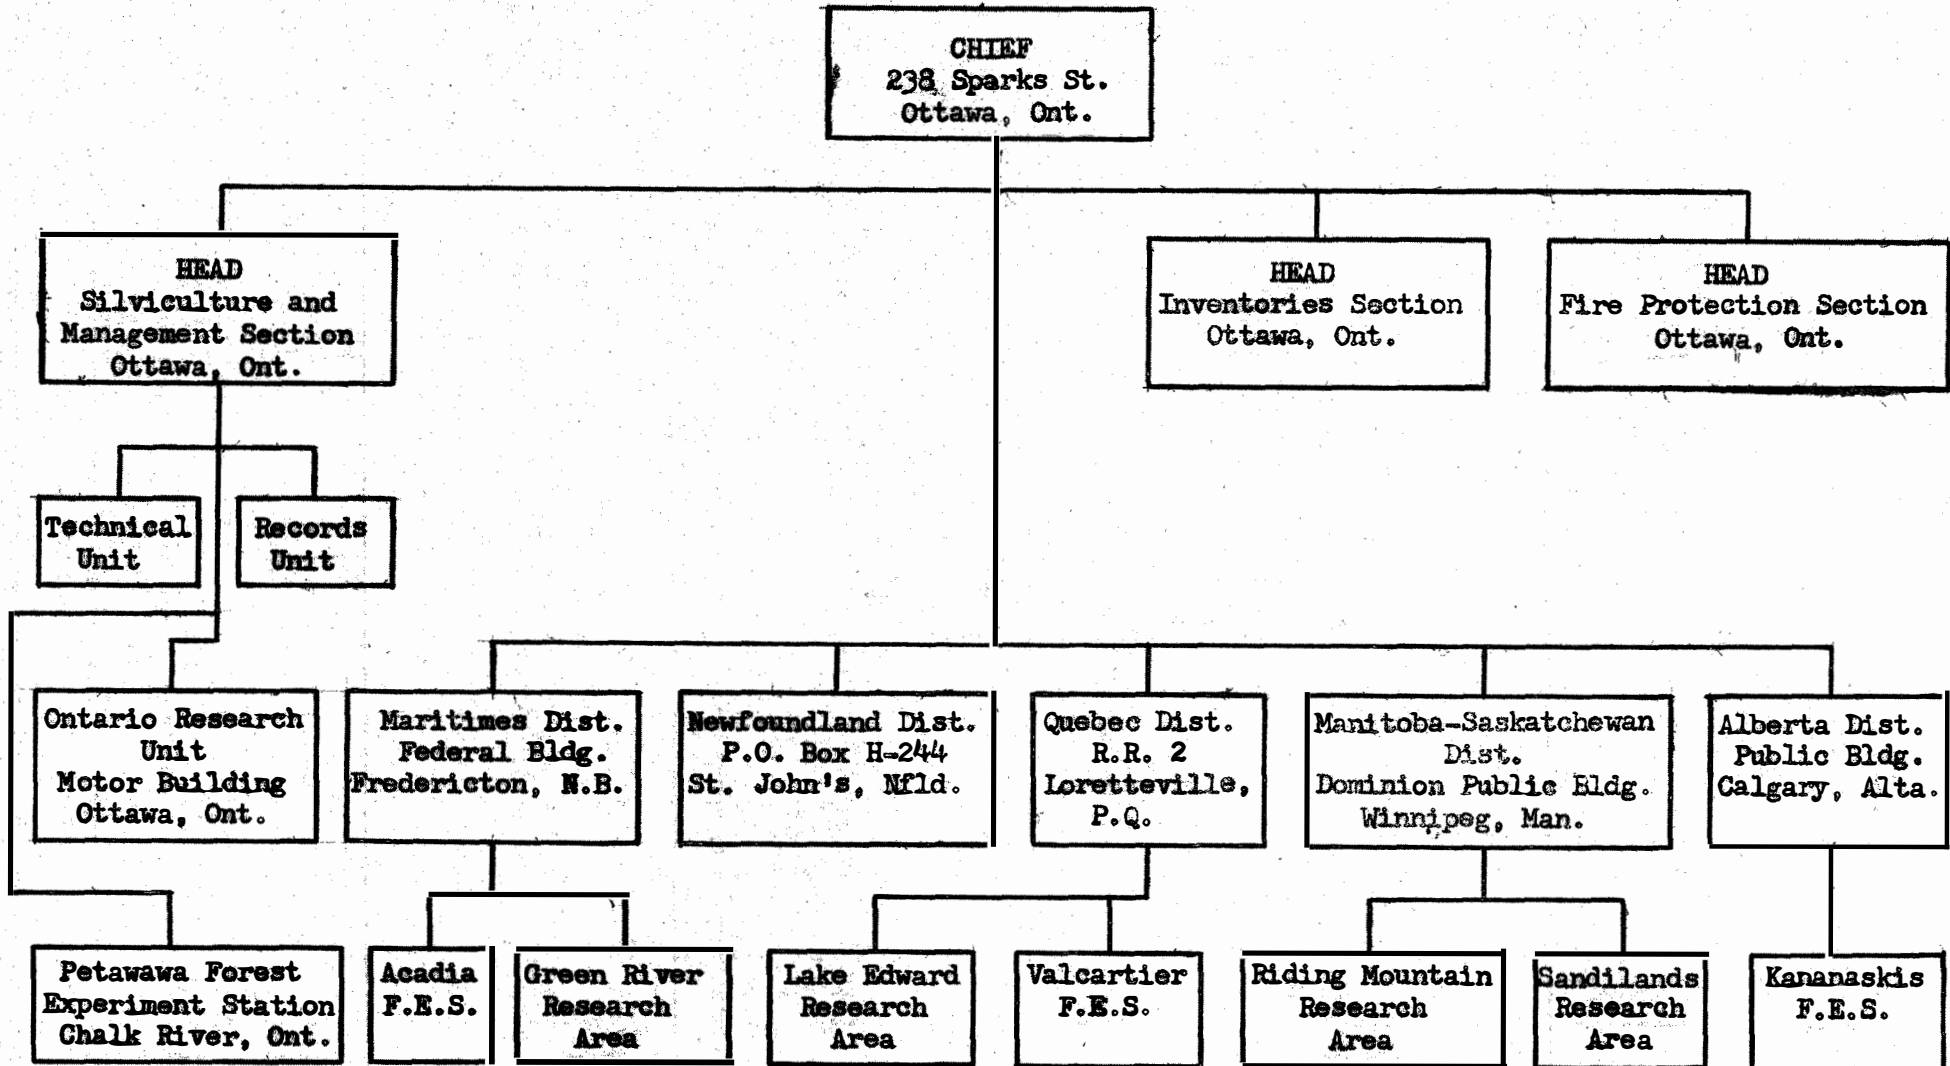 CHIEF
238 Sparks St.
Ottawa, Ont.
HEAD
Silviculture and
Management Section
Ottawa, Ont.
HEAD
Inventories Section
Ottawa, Ont.
HEAD
Fire Protection Section
Ottawa, Ont.
Technical
Unit
Records
Unit
Ontario Research
Unit
Motor Building
Ottawa, Ont.
Maritimes Dist.
Federal Bldg.
Fredericton, N.B.
Newfoundland Dist.
P.O. Box H-244
St. John's, Nfld.
Quebec Dist.
R.R. 2
Loretteville,
P.Q.
Manitoba-Saskatchewan
Dist.
Dominion Public Bldg.
Winnipeg, Man.
Alberta Dist.
Public Bldg.
Calgary, Alta.
Petawawa Forest
Experiment Station
Chalk River, Ont.
Acadia
F.E.S.
Green River
Research
Area
Lake Edward
Research
Area
Valcartier
F.E.S.
Riding Mountain
Research
Area
Sandilands
Research
Area
Kananaskis
F.E.S.